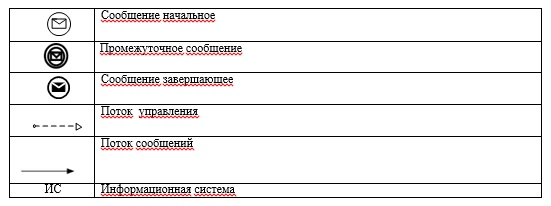 Сообщение начальное
Промежуточное сообщение
Сообщение завершающее
Поток управления
Поток сообщений
ИС Информационная система